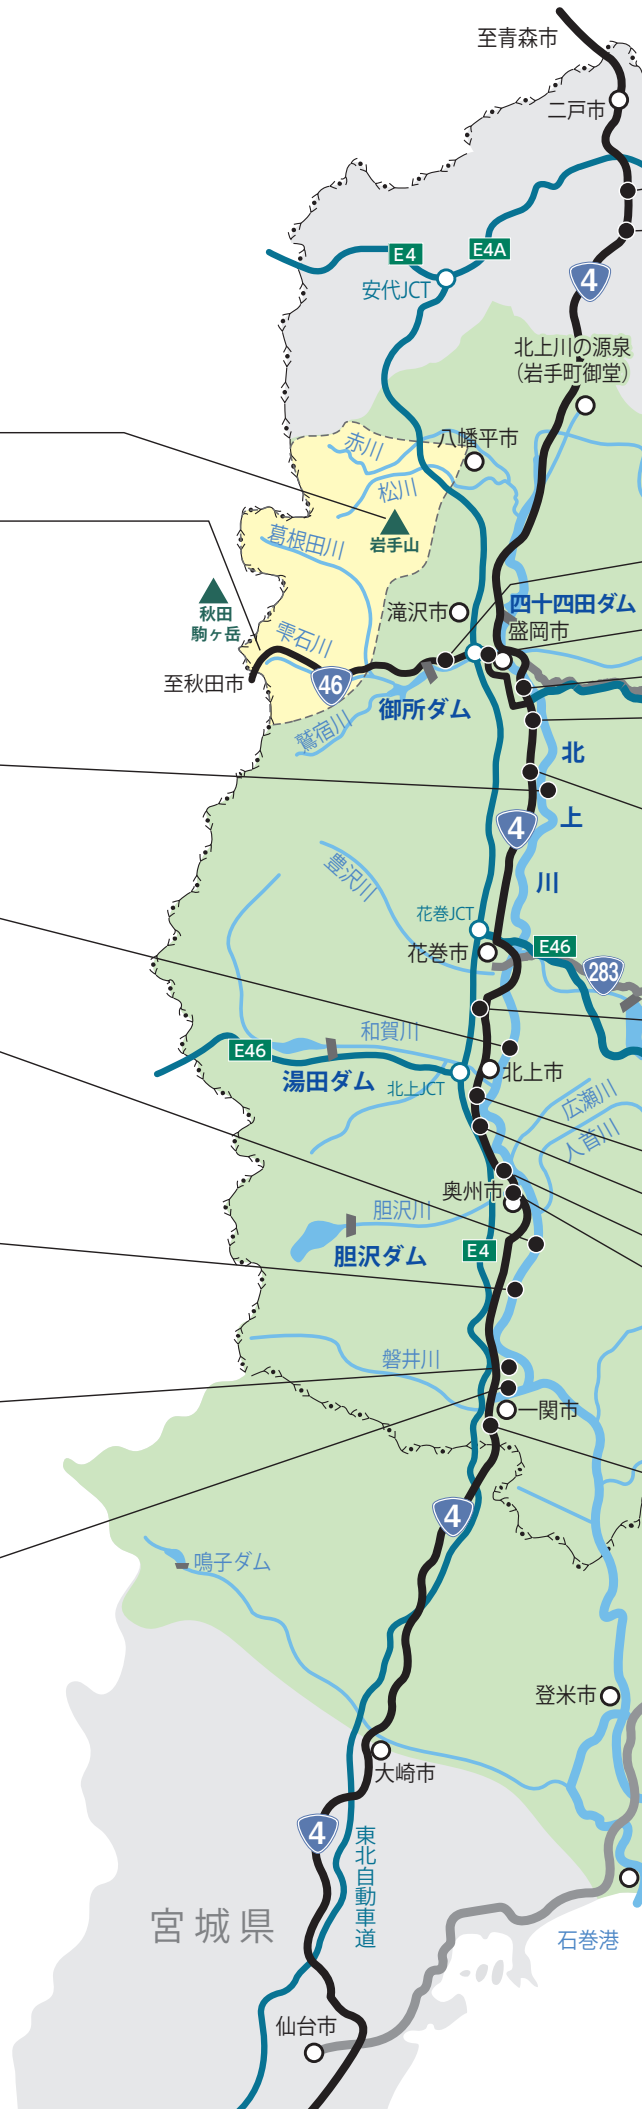 至青森市
二戸市
E4
E4A
安代JCT
4
北上川の源泉
（岩手町御堂）
赤川
八幡平市
松川
葛根田川
岩手山
秋田
駒ヶ岳
滝沢市
四十四田ダム
盛岡市
雫石川
至秋田市
46
御所ダム
鶯宿川
北
上
川
4
豊沢川
花巻JCT
花巻市
E46
283
和賀川
E46
湯田ダム
北上JCT
北上市
広瀬川
人首川
奥州市
胆沢川
胆沢ダム
E4
磐井川
一関市
4
鳴子ダム
登米市
大崎市
4
東北自動車道
宮城県
石巻港
仙台市